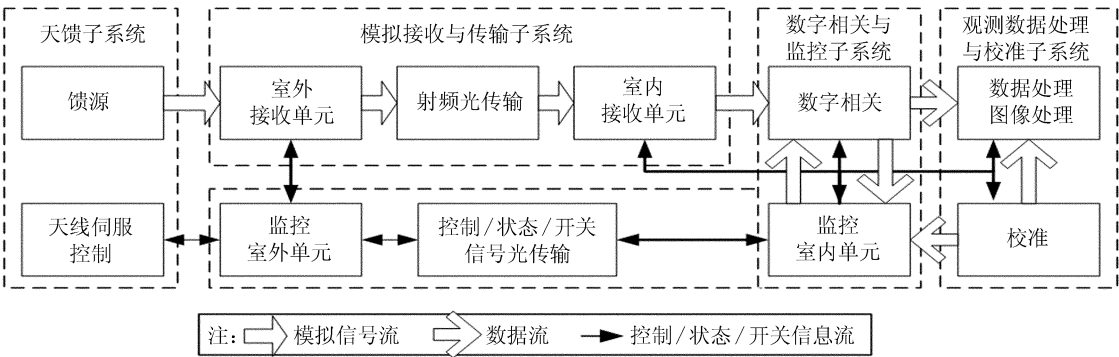 天馈子系统
模拟接收与传输子系统
数字相关与
监控子系统
观测数据处理
与校准子系统
馈源
室外
接收单元
射频光传输
室内
接收单元
数字相关
数据处理
图像处理
天线伺服
控制
监控
室外单元
控制/状态/开关
信号光传输
监控
室内单元
校准
注: 模拟信号流 数据流 控制/状态/开关信息流